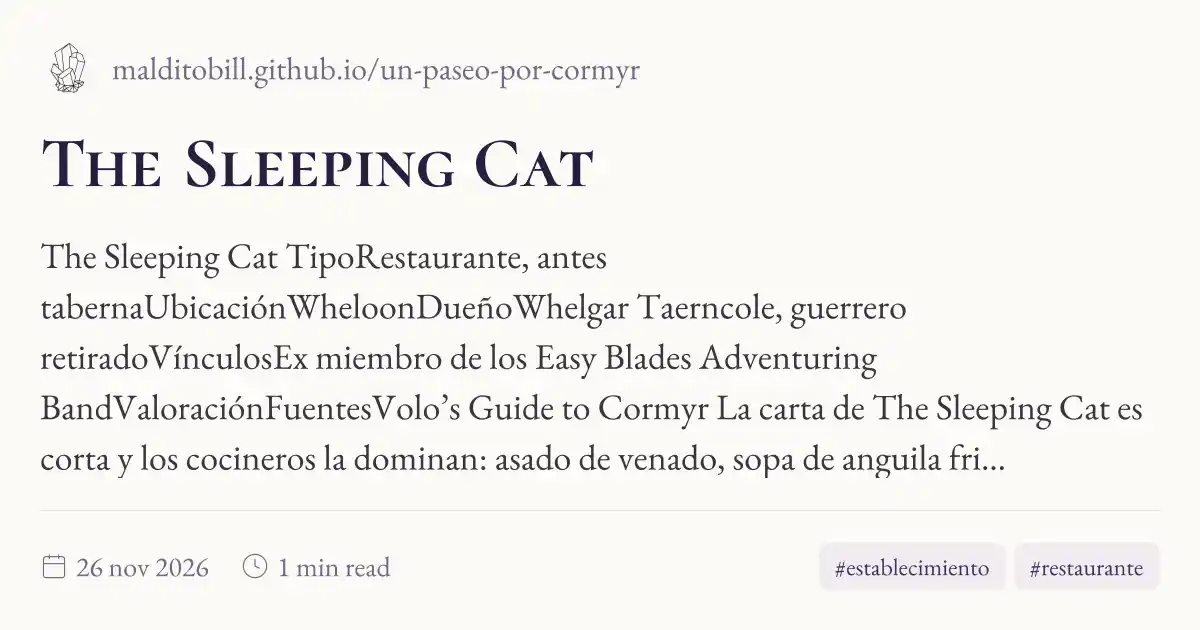 malditobill.github.io/un-paseo-por-cormyr
The Sleeping Cat
The Sleeping Cat TipoRestaurante, antes
tabernaUbicaciónWheloonDueñoWhelgar Taerncole, guerrero
retiradoVínculosEx miembro de los Easy Blades Adventuring
BandValoraciónFuentesVolo’s Guide to Cormyr La carta de The Sleeping Cat es
corta y los cocineros la dominan: asado de venado, sopa de anguila fri...
26 nov 2026 1 min read #establecimiento #restaurante